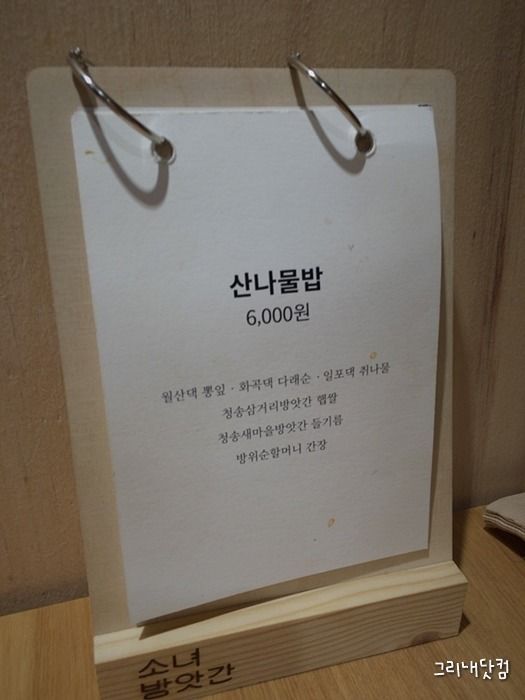 산나물밥
6,000원
월산댁 뽕잎 · 화곡댁 다래순 · 일포댁 취나물
청송삼거리방앗간 햅쌀
청송새마을방앗간 들기름
방위순할머니 간장
소녀
방앗간
그리내닷컴